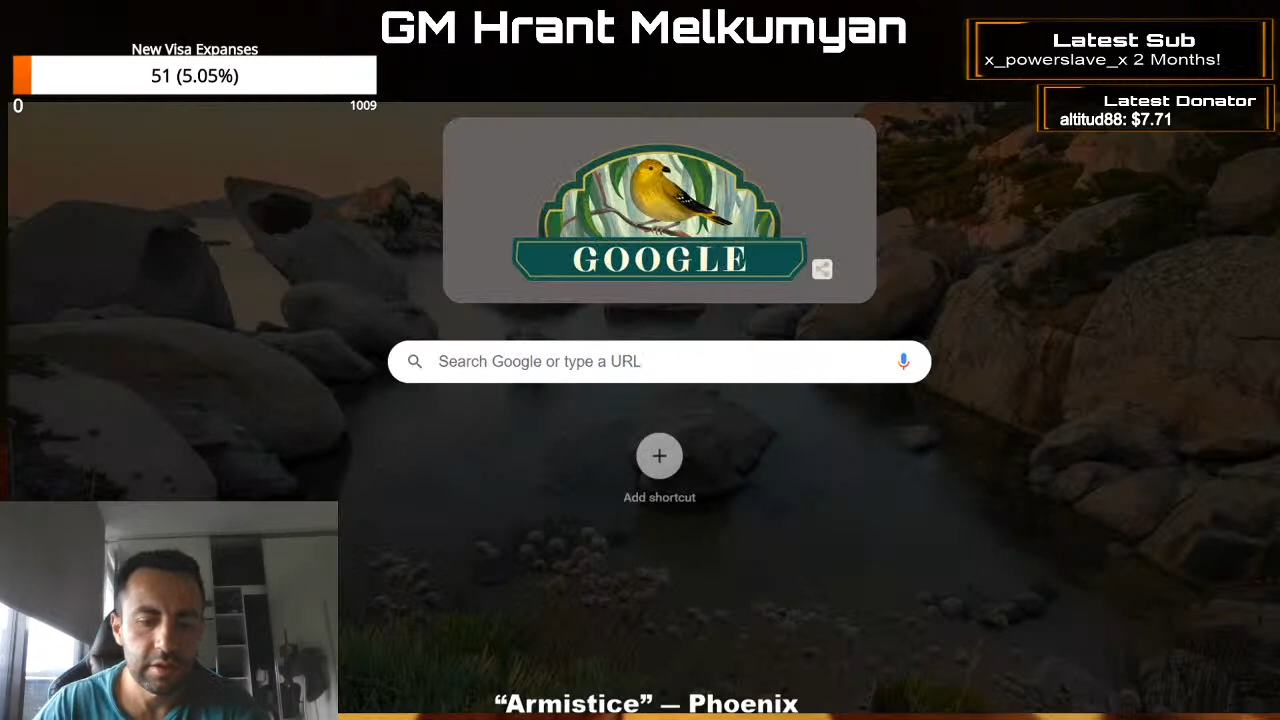 GM Hrant Melkumyan
New Visa Expanses
51 (5.05%)
0
1009
Latest Sub
x_powerslave_x 2 Months!
Latest Donator
altitud88: $7.71
GOOGLE
Search Google or type a URL
Add shortcut
“Armistice” — Phoenix